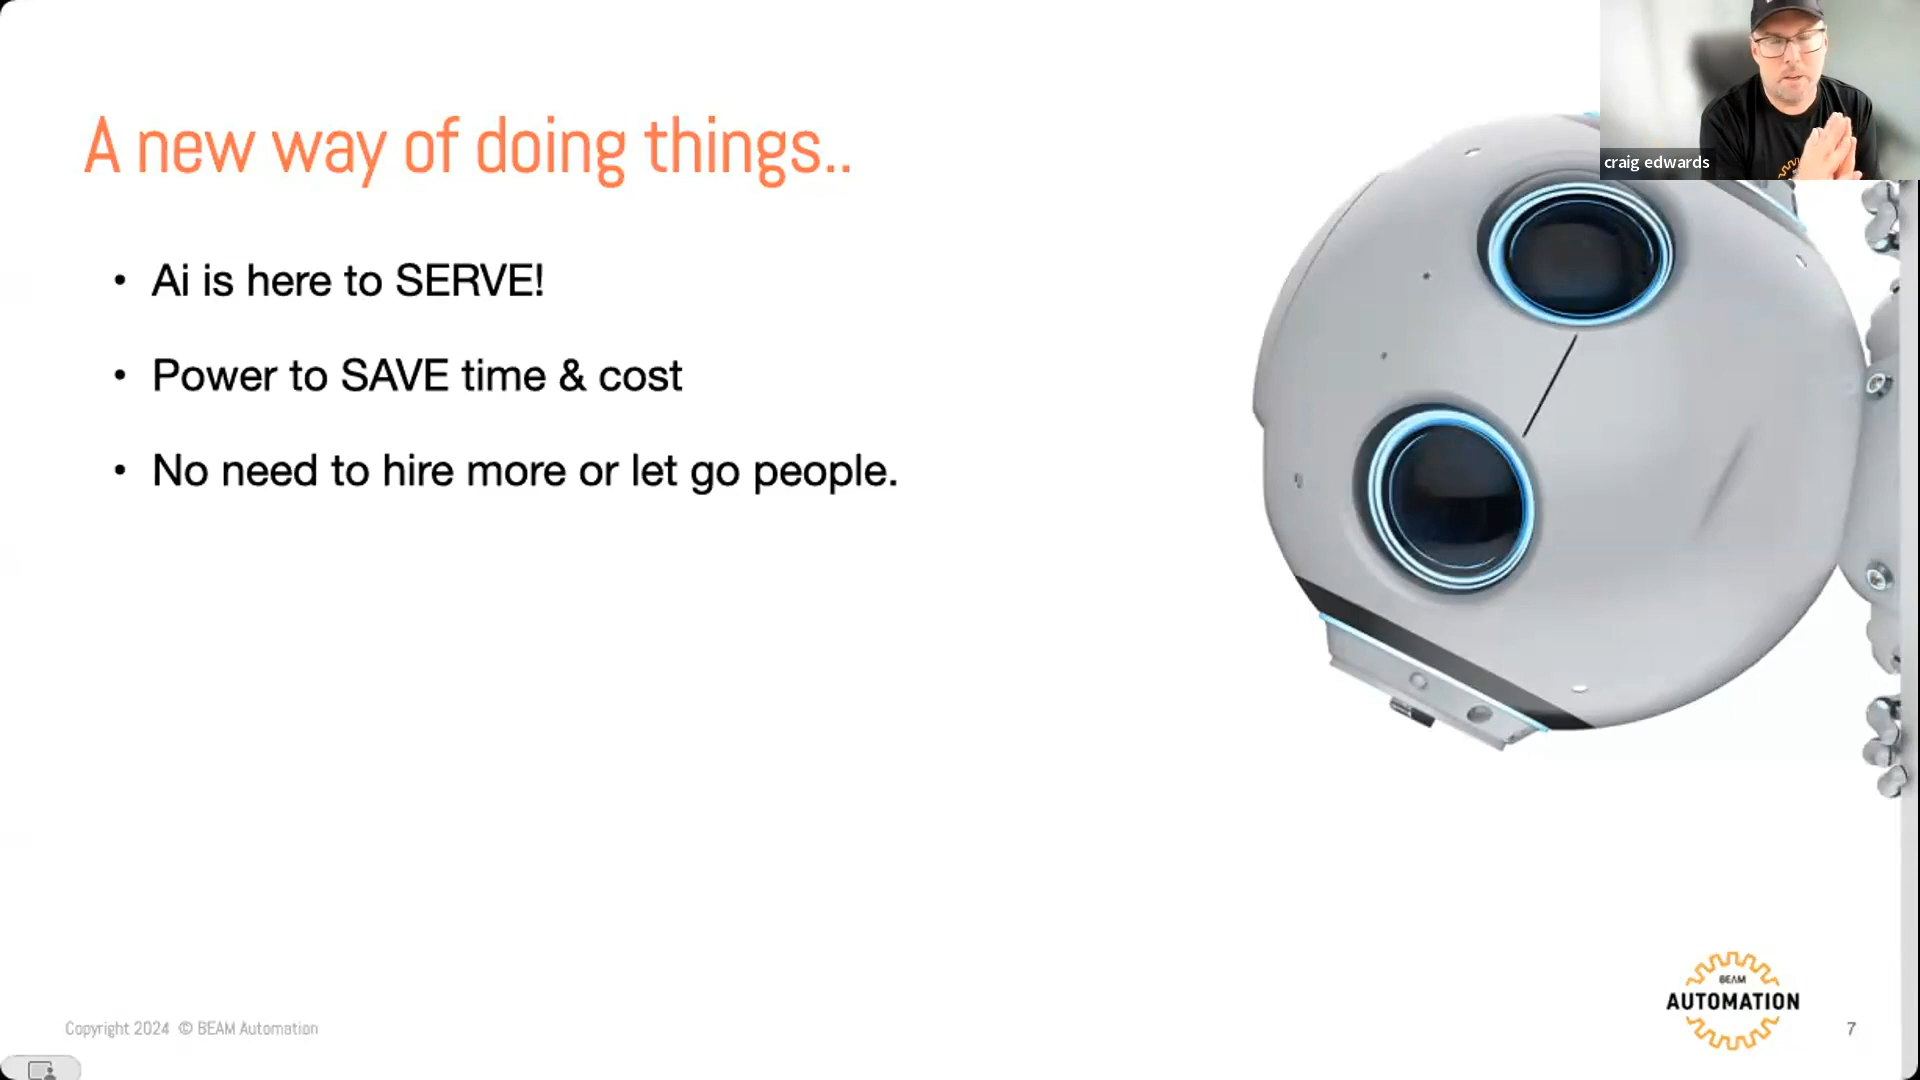 craig edwards
A new way of doing things..
• Ai is here to SERVE!
• Power to SAVE time & cost
• No need to hire more or let go people.
BEAM
AUTOMATION
Copyright 2024 © BEAM Automation
7